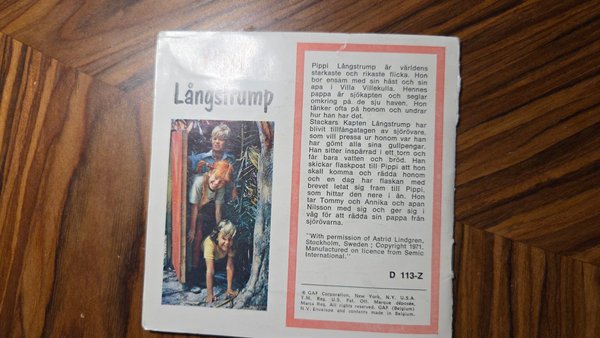 Långstrump
Pippi Långstrump är världens
starkaste och rikaste flicka. Hon
bor ensam med sin häst och sin
apa i Villa Villekulla. Hennes
pappa är sjökapten och seglar
omkring på de sju haven. Hon
tänker ofta på honom och undrar
hur han har det.
Stackars Kapten Långstrump har
blivit tillfångatagen av sjörövare,
som vill pressa ur honom var han
har gömt alla sina gullpengar.
Han sitter inspärrad i ett torn och
får bara vatten och bröd. Han
skickar flaskpost till Pippi att hon
skall komma och rädda honom
och en dag har flaskan med
brevet letat sig fram till Pippi,
som hittar den nere i ån. Hon
tar Tommy och Annika och apan
Nilsson med sig och ger sig i
väg för att rädda sin pappa från
sjörövarna.
"With permission of Astrid Lindgren,
Stockholm, Sweden ; Copyright 1971,
Manufactured on licence from Semic
International."
D 113-Z
© GAF Corporation, New York, N.Y. U.S.A.
T.M. Reg. U.S. Pat. Off. Marque déposée,
Marca Reg. All rights reserved. GAF (Belgium)
N.V. Envelope and contents made in Belgium.